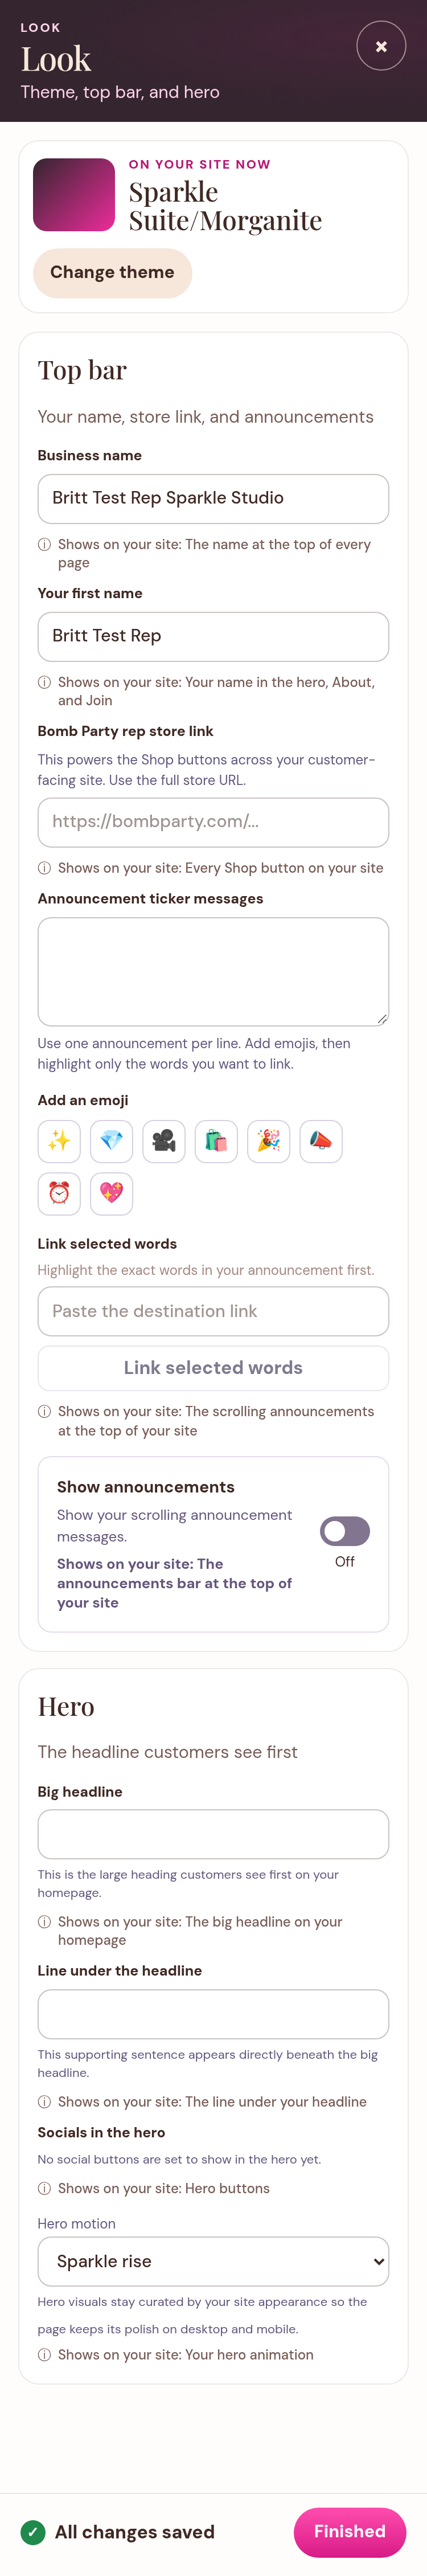 LOOK
Look
Theme, top bar, and hero
×
ON YOUR SITE NOW
Sparkle
Suite/Morganite
Change theme
Top bar
Your name, store link, and announcements
Business name
Britt Test Rep Sparkle Studio
ⓘ Shows on your site: The name at the top of every
page
Your first name
Britt Test Rep
ⓘ Shows on your site: Your name in the hero, About,
and Join
Bomb Party rep store link
This powers the Shop buttons across your customer-
facing site. Use the full store URL.
https://bombparty.com/...
ⓘ Shows on your site: Every Shop button on your site
Announcement ticker messages
Use one announcement per line. Add emojis, then
highlight only the words you want to link.
Add an emoji
✨ 💎 🎥 🛍️ 🎉 📣
⏰ 💖
Link selected words
Highlight the exact words in your announcement first.
Paste the destination link
Link selected words
ⓘ Shows on your site: The scrolling announcements
at the top of your site
Show announcements
Show your scrolling announcement
messages.
Shows on your site: The
announcements bar at the top of
your site
Off
Hero
The headline customers see first
Big headline
This is the large heading customers see first on your
homepage.
ⓘ Shows on your site: The big headline on your
homepage
Line under the headline
This supporting sentence appears directly beneath the big
headline.
ⓘ Shows on your site: The line under your headline
Socials in the hero
No social buttons are set to show in the hero yet.
ⓘ Shows on your site: Hero buttons
Hero motion
Sparkle rise
Hero visuals stay curated by your site appearance so the
page keeps its polish on desktop and mobile.
ⓘ Shows on your site: Your hero animation
✓ All changes saved
Finished